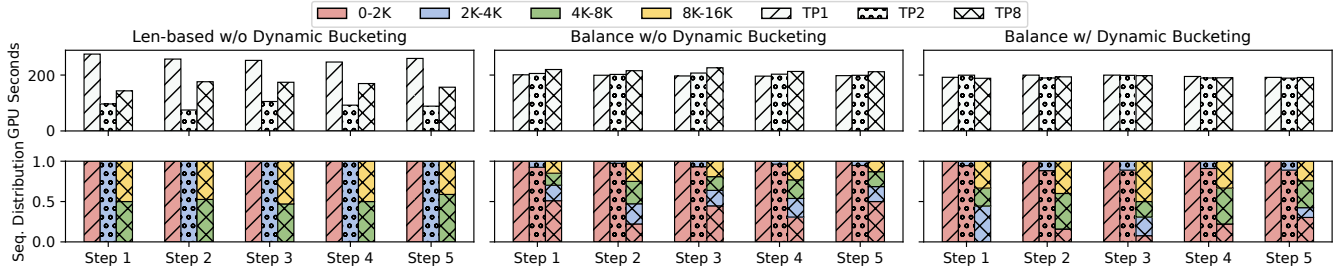 0-2K 2K-4K 4K-8K 8K-16K TP1 TP2 TP8
Len-based w/o Dynamic Bucketing
Balance w/o Dynamic Bucketing
Balance w/ Dynamic Bucketing
GPU Seconds
200
0
Seq. Distribution
1.0
0.5
0.0
Step 1 Step 2 Step 3 Step 4 Step 5
Step 1 Step 2 Step 3 Step 4 Step 5
Step 1 Step 2 Step 3 Step 4 Step 5